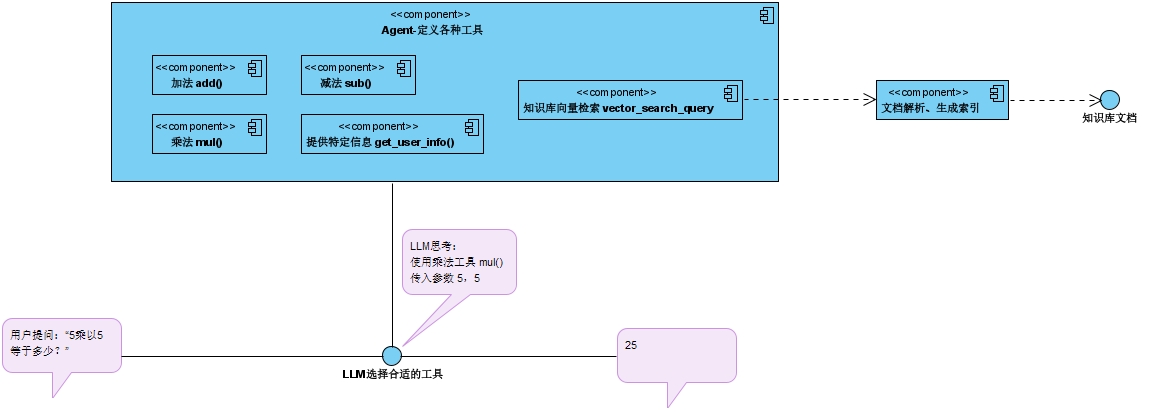 <<component>>
Agent-定义各种工具
<<component>>
加法 add()
<<component>>
减法 sub()
<<component>>
知识库向量检索 vector_search_query
<<component>>
文档解析、生成索引
知识库文档
<<component>>
乘法 mul()
<<component>>
提供特定信息 get_user_info()
LLM思考：
使用乘法工具 mul()
传入参数 5，5
用户提问：“5乘以5
等于多少？”
25
LLM选择合适的工具